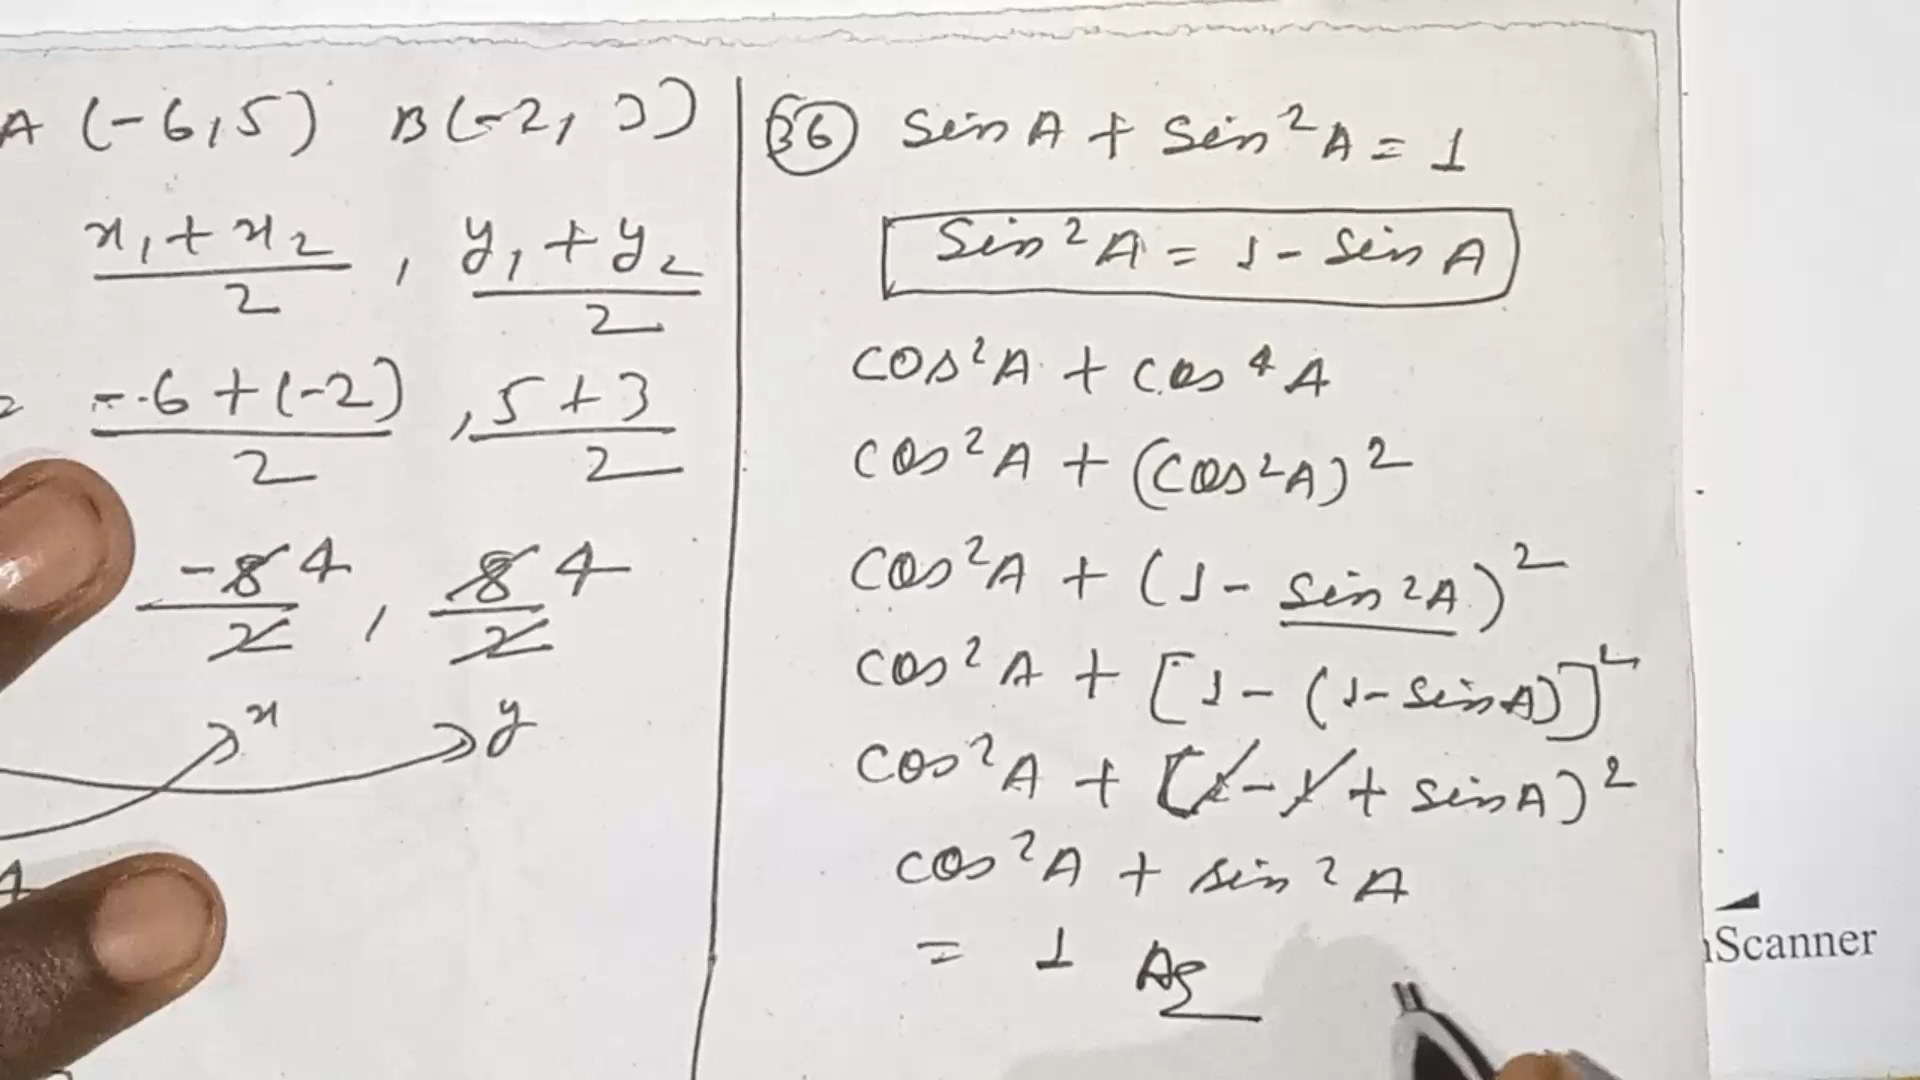 A (-6,5) B(-2, 3)
x₁+x₂/2 , y₁+y₂/2
-6+(-2)/2 , 5+3/2
-8 4/2 , 8 4/2
x y
(36) sin A + sin²A = 1
sin²A = 1 - sin A
cos²A + cos⁴A
cos²A + (cos²A)²
cos²A + (1 - sin²A)²
cos²A + [1 - (1 - sin A)]²
cos²A + (1 - 1 + sin A)²
cos²A + sin²A
= 1 As
nScanner